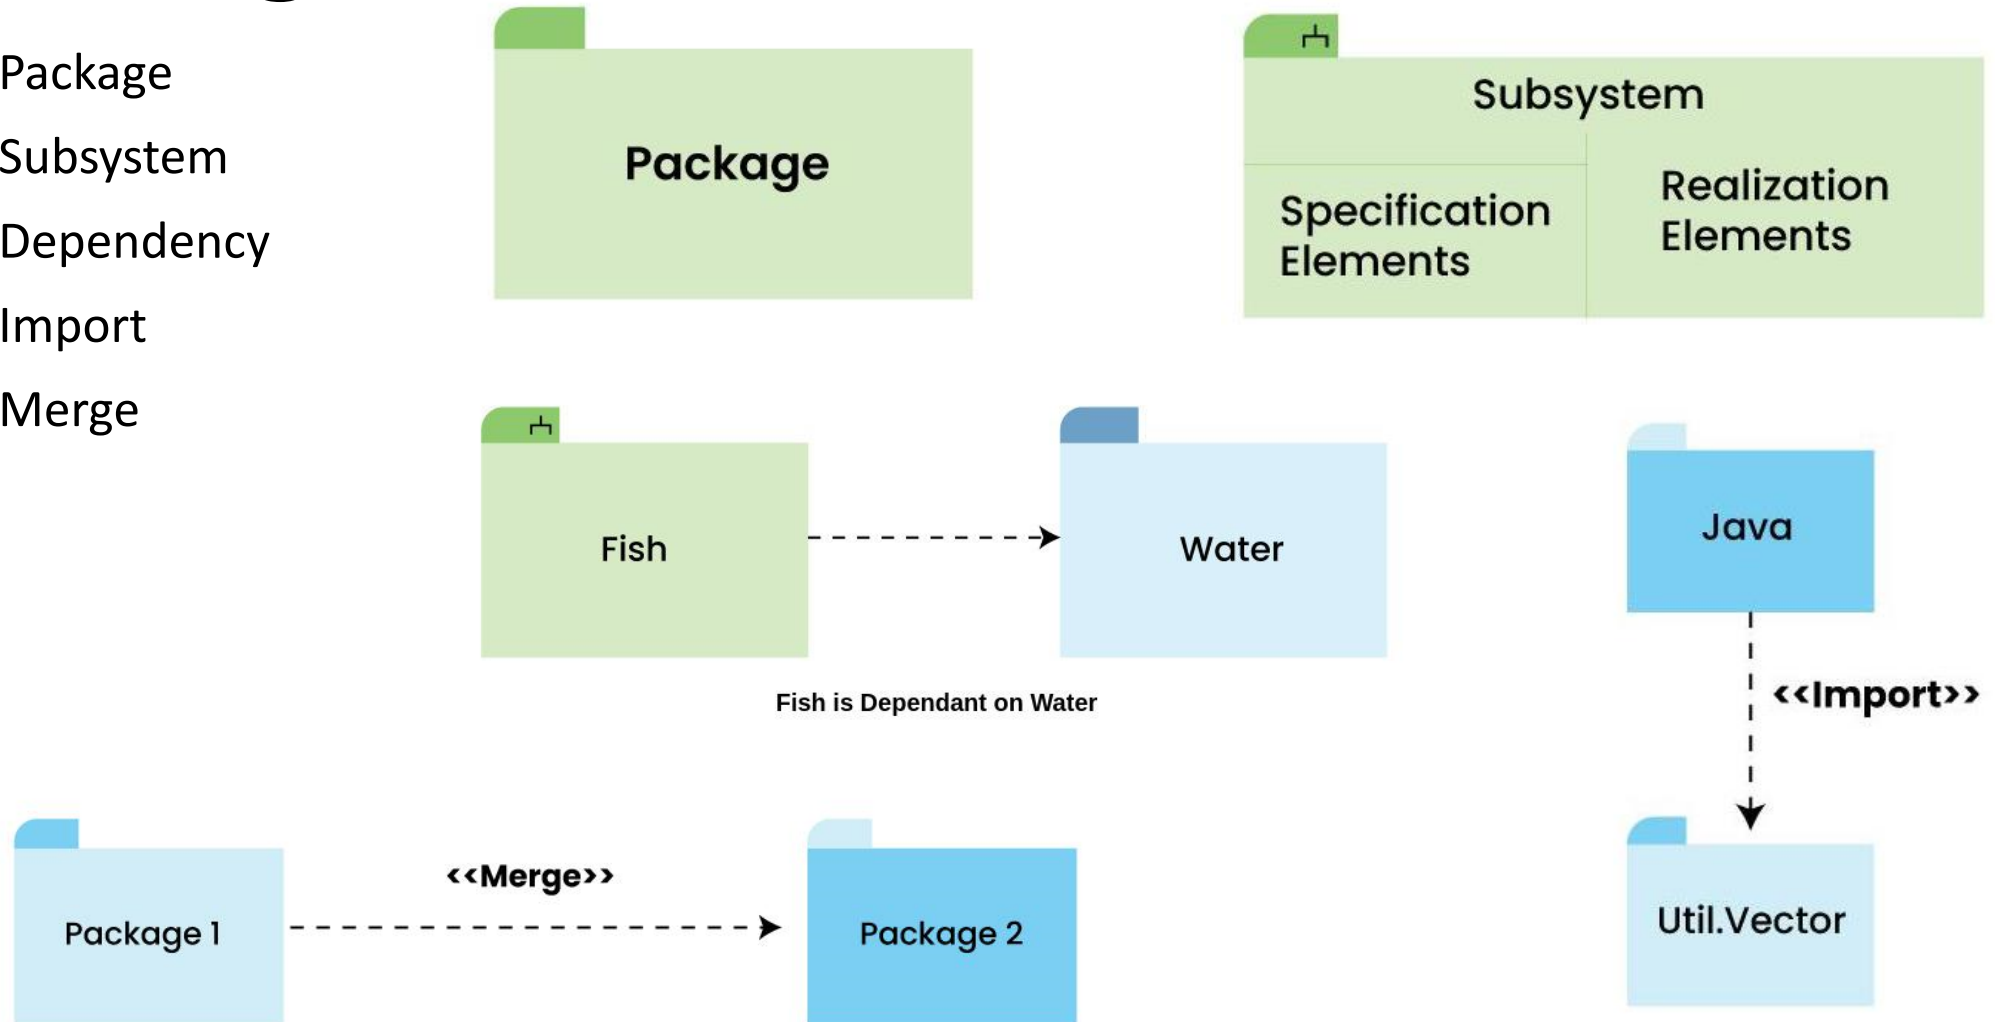 Package
Subsystem
Dependency
Import
Merge
Package
Subsystem
Specification
Elements
Realization
Elements
Fish
Water
Fish is Dependant on Water
Java
<<Import>>
Util.Vector
Package 1
<<Merge>>
Package 2